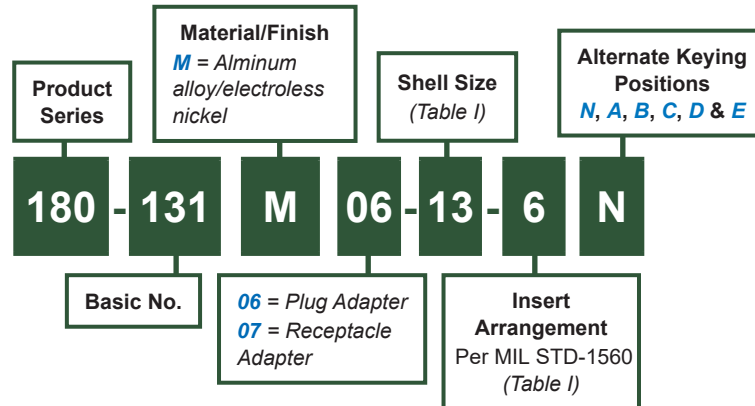 Product
Series
Material/Finish
M = Alminum
alloy/electroless
nickel
Shell Size
(Table I)
Alternate Keying
Positions
N, A, B, C, D & E
180 - 131 M 06 - 13 - 6 N
Basic No.
06 = Plug Adapter
07 = Receptacle
Adapter
Insert
Arrangement
Per MIL STD-1560
(Table I)